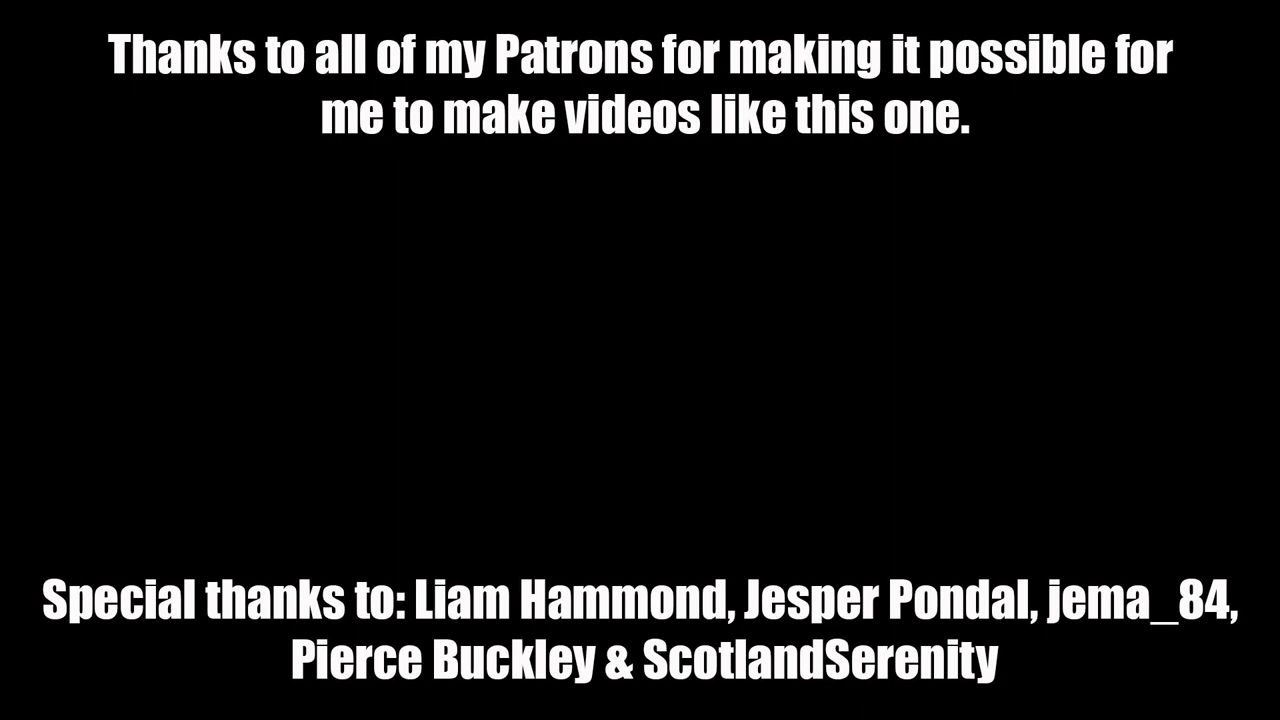 Thanks to all of my Patrons for making it possible for
me to make videos like this one.
Special thanks to: Liam Hammond, Jesper Pondal, jema_84,
Pierce Buckley & ScotlandSerenity